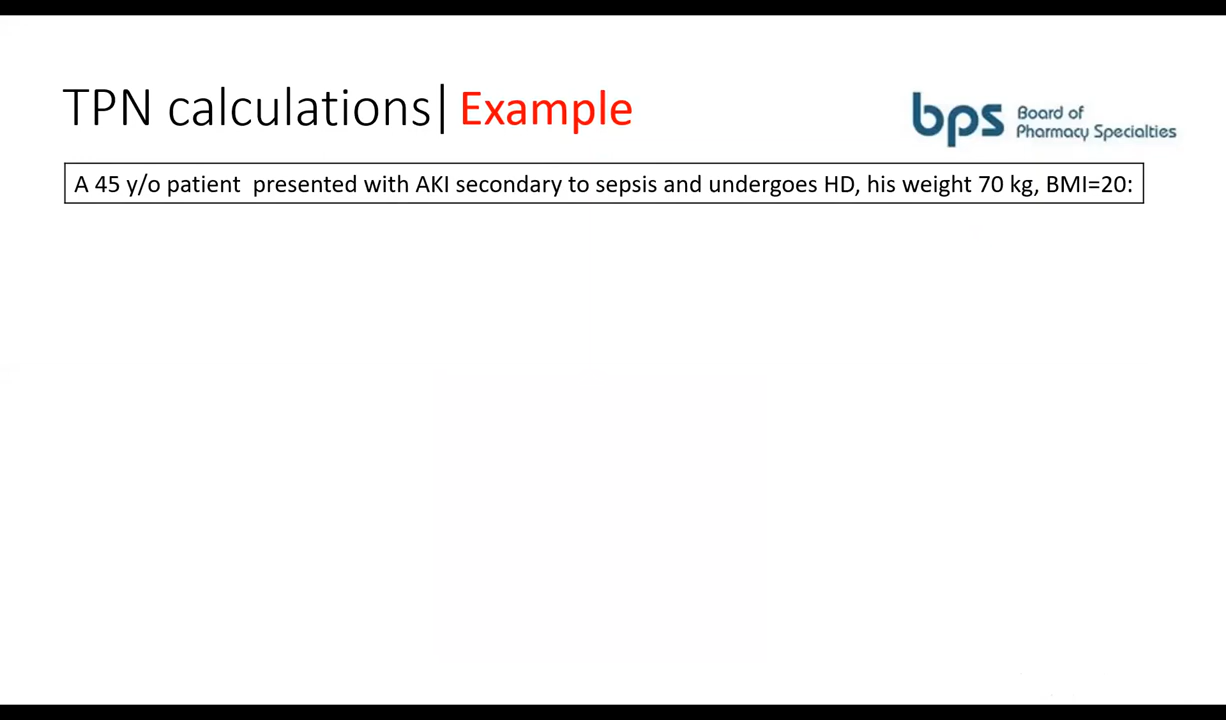 TPN calculations| Example
bps Board of
Pharmacy Specialties
A 45 y/o patient presented with AKI secondary to sepsis and undergoes HD, his weight 70 kg, BMI=20: